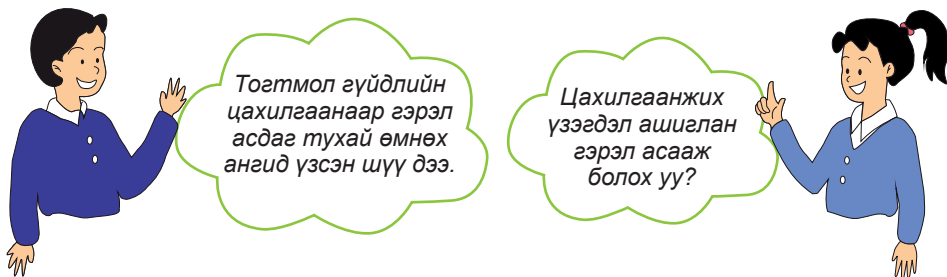 Тогтмол гүйдлийн
цахилгаанаар гэрэл
асдаг тухай өмнөх
ангид үзсэн шүү дээ.
Цахилгаанжих
үзэгдэл ашиглан
гэрэл асааж
болох уу?